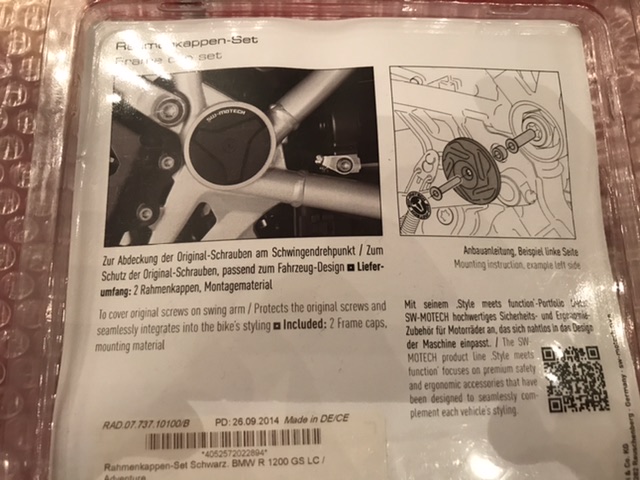 Rahmenkappen-Set
Frame cap set
SW-MOTECH
Zur Abdeckung der Original-Schrauben am Schwingendrehpunkt / Zum
Schutz der Original-Schrauben, passend zum Fahrzeug-Design ■ Liefer-
umfang: 2 Rahmenkappen, Montagematerial
To cover original screws on swing arm / Protects the original screws and
seamlessly integrates into the bike's styling ■ Included: 2 Frame caps,
mounting material
Anbauanleitung, Beispiel linke Seite
Mounting instruction, example left side
Mit seinem ‚Style meets function'-Portfolio bietet
SW-MOTECH hochwertiges Sicherheits- und Ergonomie-
Zubehör für Motorräder an, das sich nahtlos in das Design
der Maschine einpasst. / The SW-
MOTECH product line ‚Style meets
function' focuses on premium safety
and ergonomic accessories that have
been designed to seamlessly com-
plement each vehicle's styling.
RAD.07.737.10100/B PD: 26.09.2014 Made in DE/CE
*4052572022894*
Rahmenkappen-Set Schwarz. BMW R 1200 GS LC /
Adventure